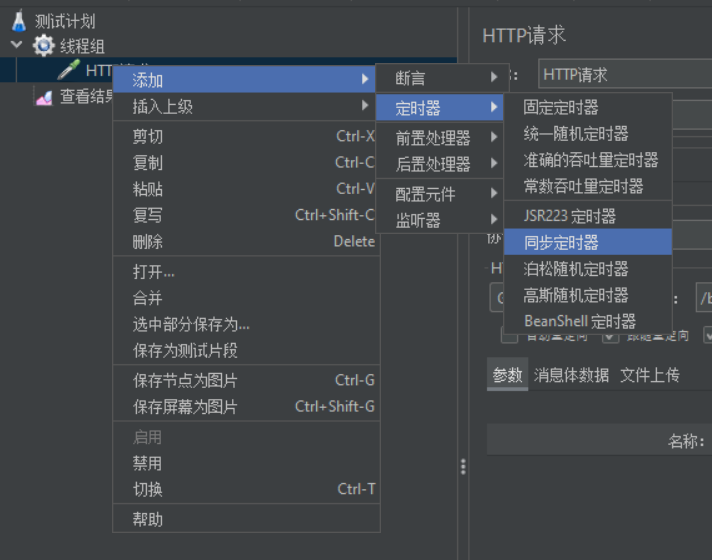 测试计划
线程组
HTTP请求
查看结果
添加
插入上级
剪切 Ctrl-X
复制 Ctrl-C
粘贴 Ctrl-V
复写 Ctrl+Shift-C
删除 Delete
打开...
合并
选中部分保存为...
保存为测试片段
保存节点为图片 Ctrl-G
保存屏幕为图片 Ctrl+Shift-G
启用
禁用
切换 Ctrl-T
帮助
断言
定时器
前置处理器
后置处理器
配置元件
监听器
固定定时器
统一随机定时器
准确的吞吐量定时器
常数吞吐量定时器
JSR223 定时器
同步定时器
泊松随机定时器
高斯随机定时器
BeanShell 定时器
HTTP请求
HTTP请求
自动重定向 跟随重定向
参数 消息体数据 文件上传
名称: